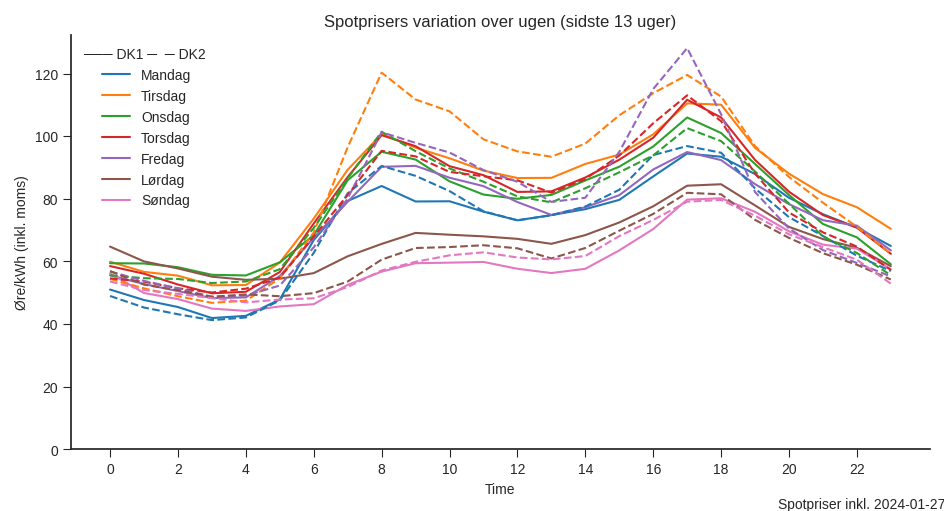 Spotprisers variation over ugen (sidste 13 uger)
DK1 DK2
Mandag
Tirsdag
Onsdag
Torsdag
Fredag
Lørdag
Søndag
Øre/kWh (inkl. moms)
120
100
80
60
40
20
0
0 2 4 6 8 10 12 14 16 18 20 22
Time
Spotpriser inkl. 2024-01-27